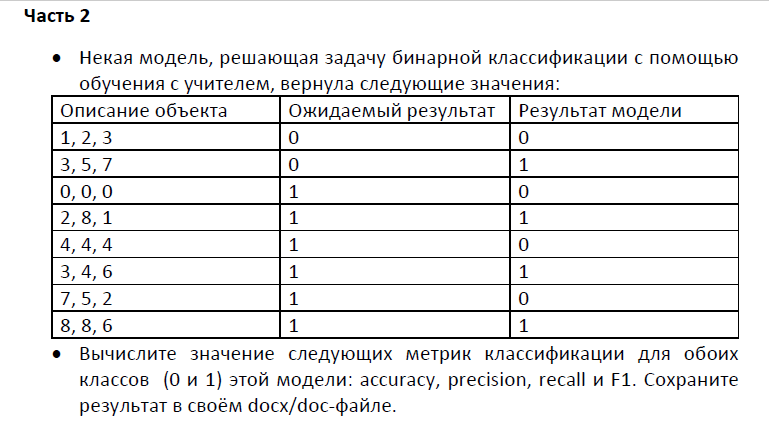 Часть 2
• Некая модель, решающая задачу бинарной классификации с помощью
обучения с учителем, вернула следующие значения:
Описание объекта Ожидаемый результат Результат модели
1, 2, 3 0 0
3, 5, 7 0 1
0, 0, 0 1 0
2, 8, 1 1 1
4, 4, 4 1 0
3, 4, 6 1 1
7, 5, 2 1 0
8, 8, 6 1 1
• Вычислите значение следующих метрик классификации для обоих
классов (0 и 1) этой модели: accuracy, precision, recall и F1. Сохраните
результат в своём docx/doc-файле.